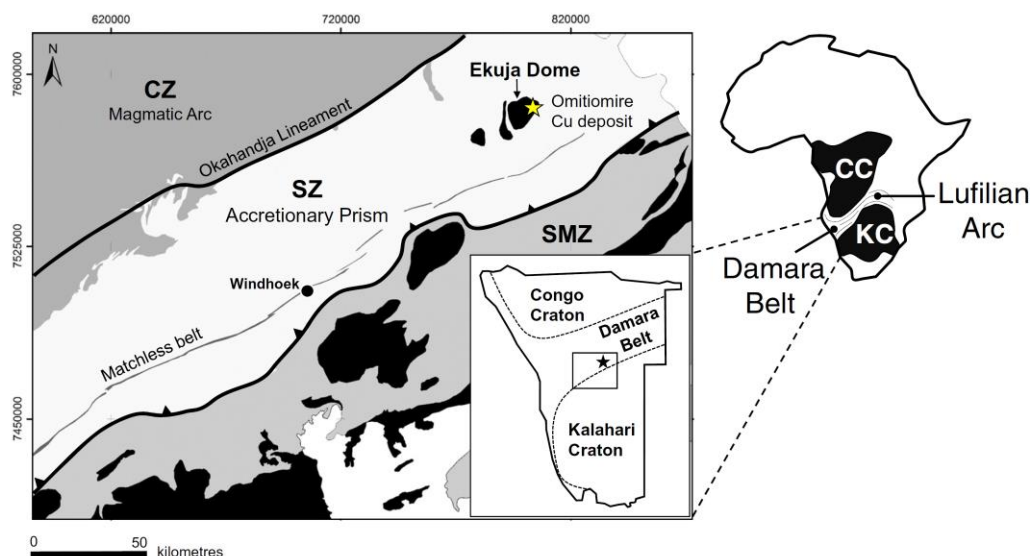 620000
720000
820000
7600000
7525000
7450000
N
CZ
Magmatic Arc
Okahandja Lineament
Ekuja Dome
Omitiomire
Cu deposit
SZ
Accretionary Prism
SMZ
Windhoek
Matchless belt
Congo
Craton
Damara
Belt
Kalahari
Craton
CC
KC
Lufilian
Arc
Damara
Belt
0
50
kilometres